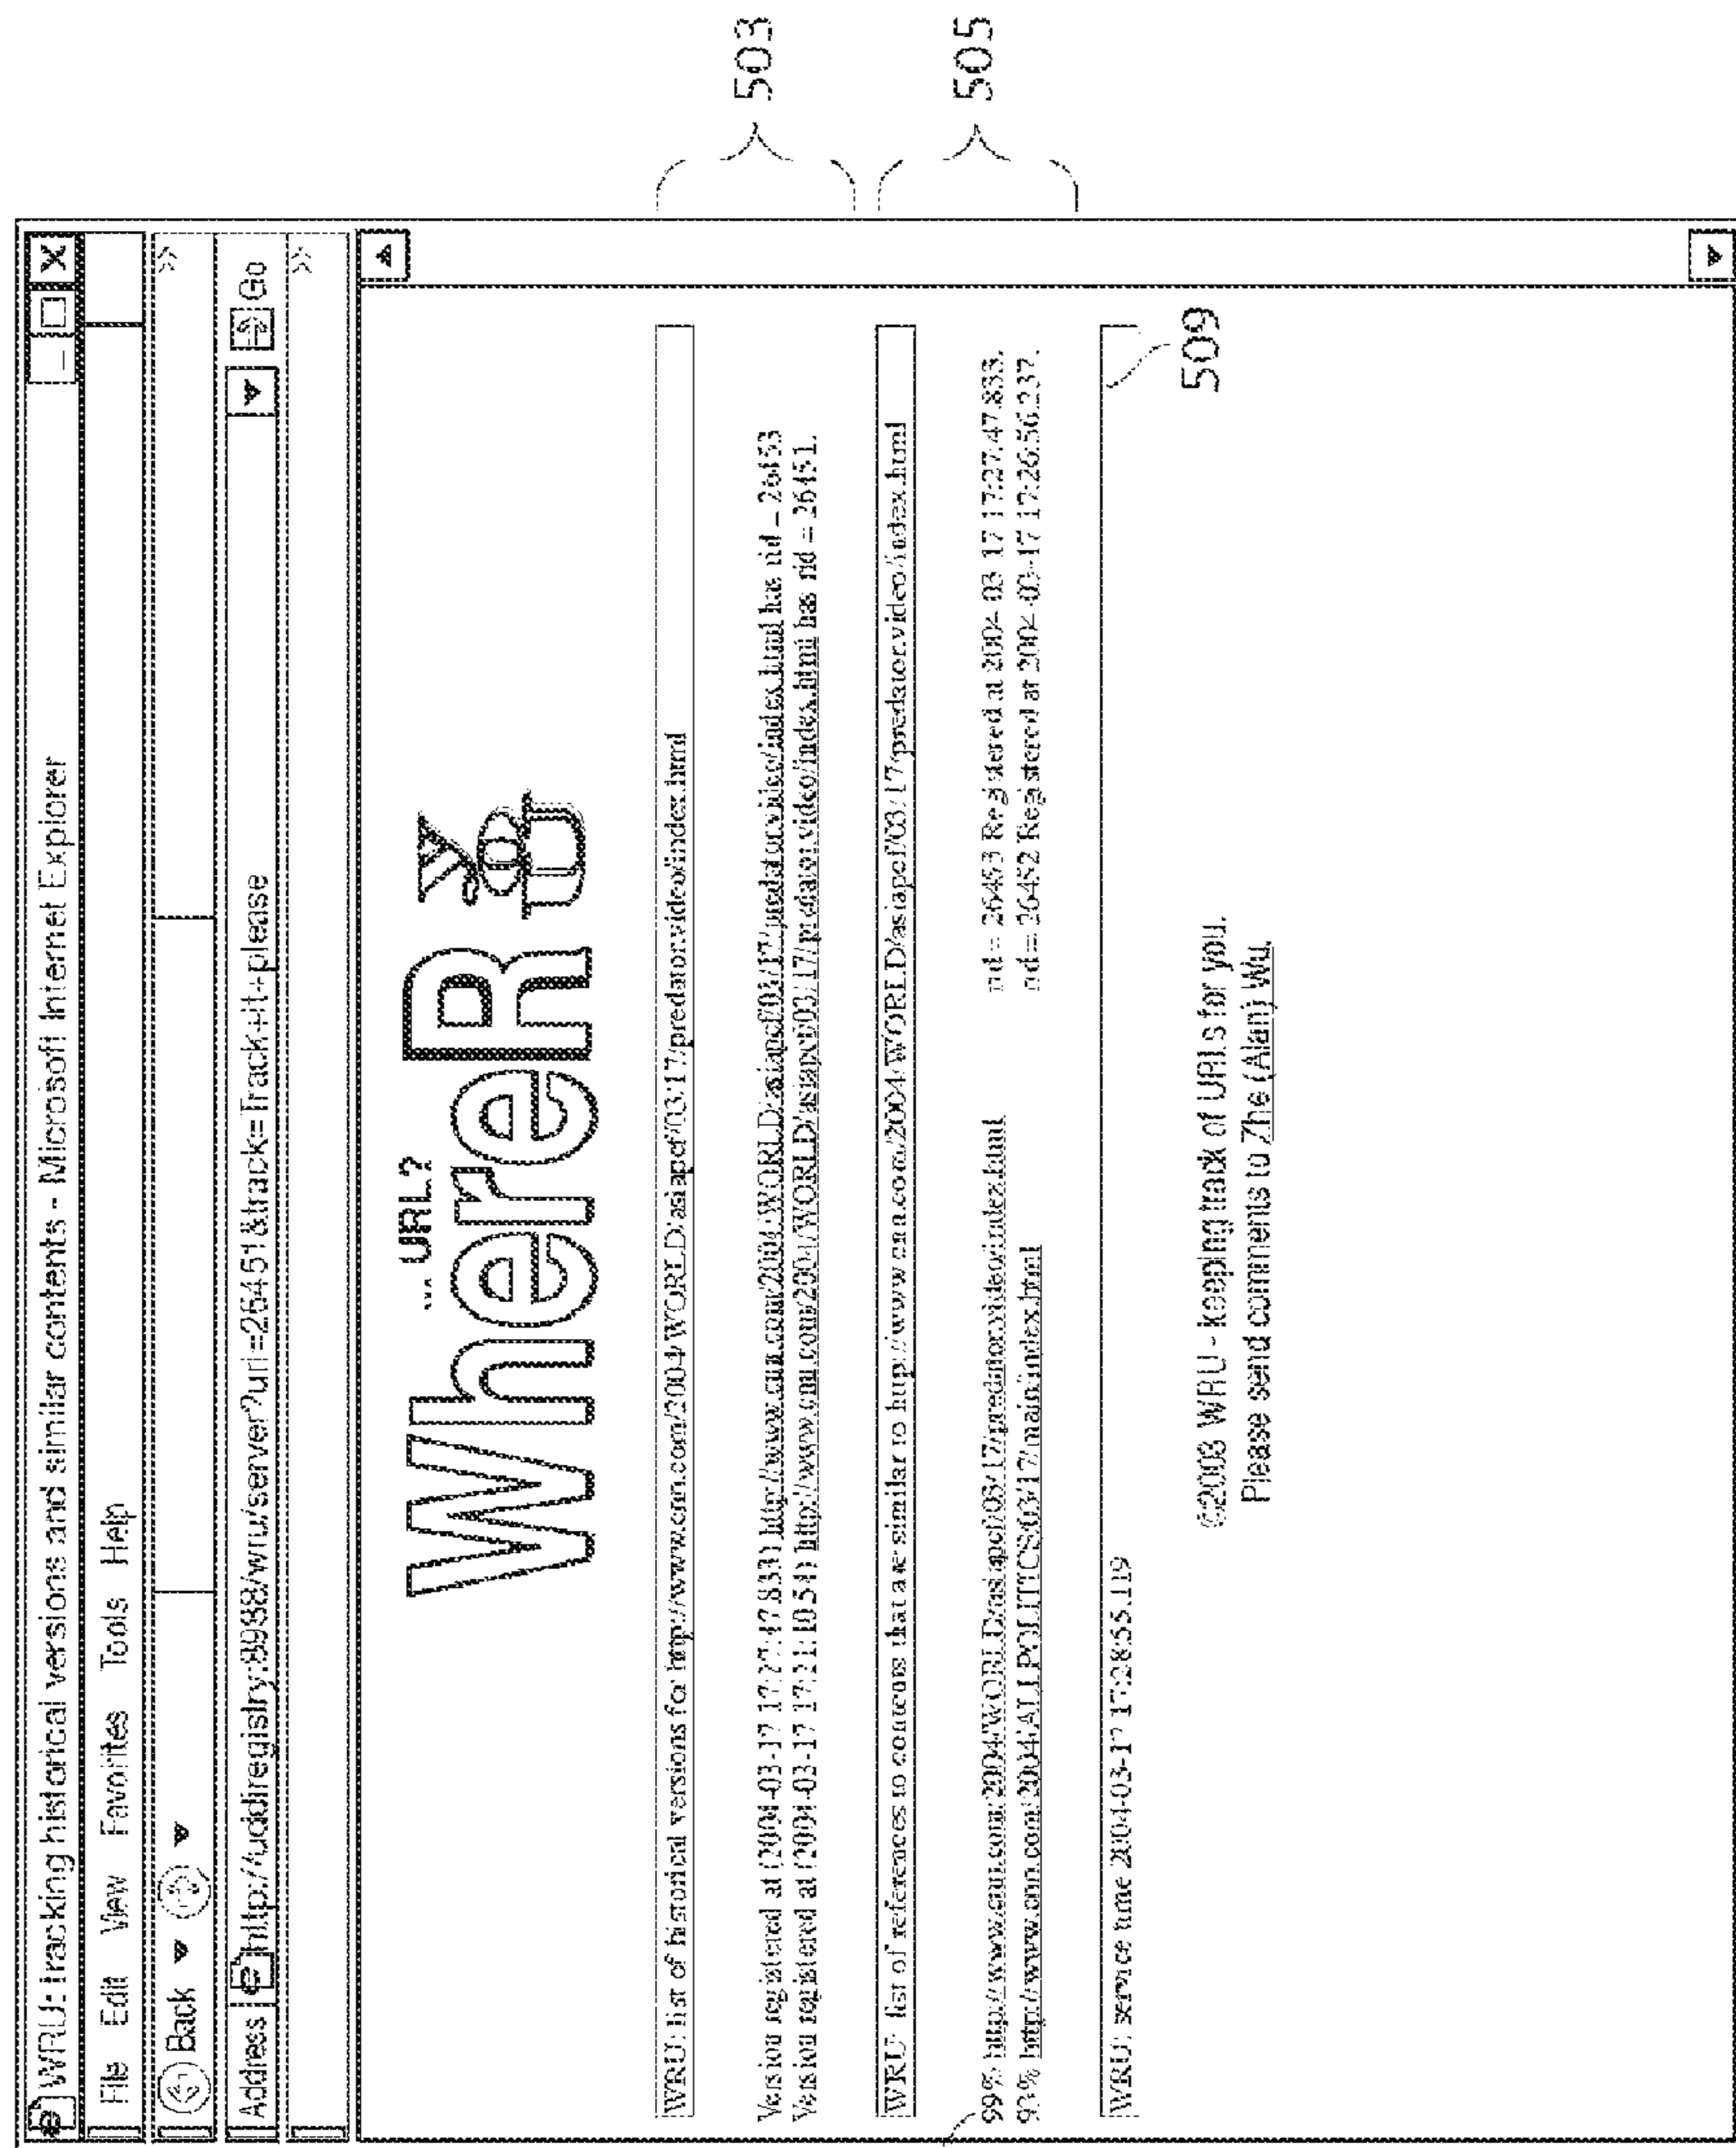 WRU: tracking historical versions and similar contents - Microsoft Internet Explorer
File Edit View Favorites Tools Help
Back
Address http://uddiregistry:8988/wru/server?uri=26451&track=Track+it+please Go
... URL?
WhereR U
WRU: list of historical versions for http://www.cnn.com/2004/WORLD/asiapcf/03/17/predator.video/index.html
Version registered at (2004-03-17 17:27:47.833) http://www.cnn.com/2004/WORLD/asiapcf/03/17/predator.video/index.html has rid = 26453
Version registered at (2004-03-17 17:21:10.54) http://www.cnn.com/2004/WORLD/asiapcf/03/17/predator.video/index.html has rid = 26451.
503
WRU: list of references to contents that are similar to http://www.cnn.com/2004/WORLD/asiapcf/03/17/predator.video/index.html
99% http://www.cnn.com/2004/WORLD/asiapcf/03/17/predator.video/index.html rid = 26453 Registered at 2004-03-17 17:27:47.833.
93% http://www.cnn.com/2004/ALLPOLITICS/03/17/main/index.html rid = 26452 Registered at 2004-03-17 17:26:56.237.
505
WRU: service time 2004-03-17 17:28:55.119
509
WRU - keeping track of URLs for you.
Please send comments to Zhe (Alan) Wu.